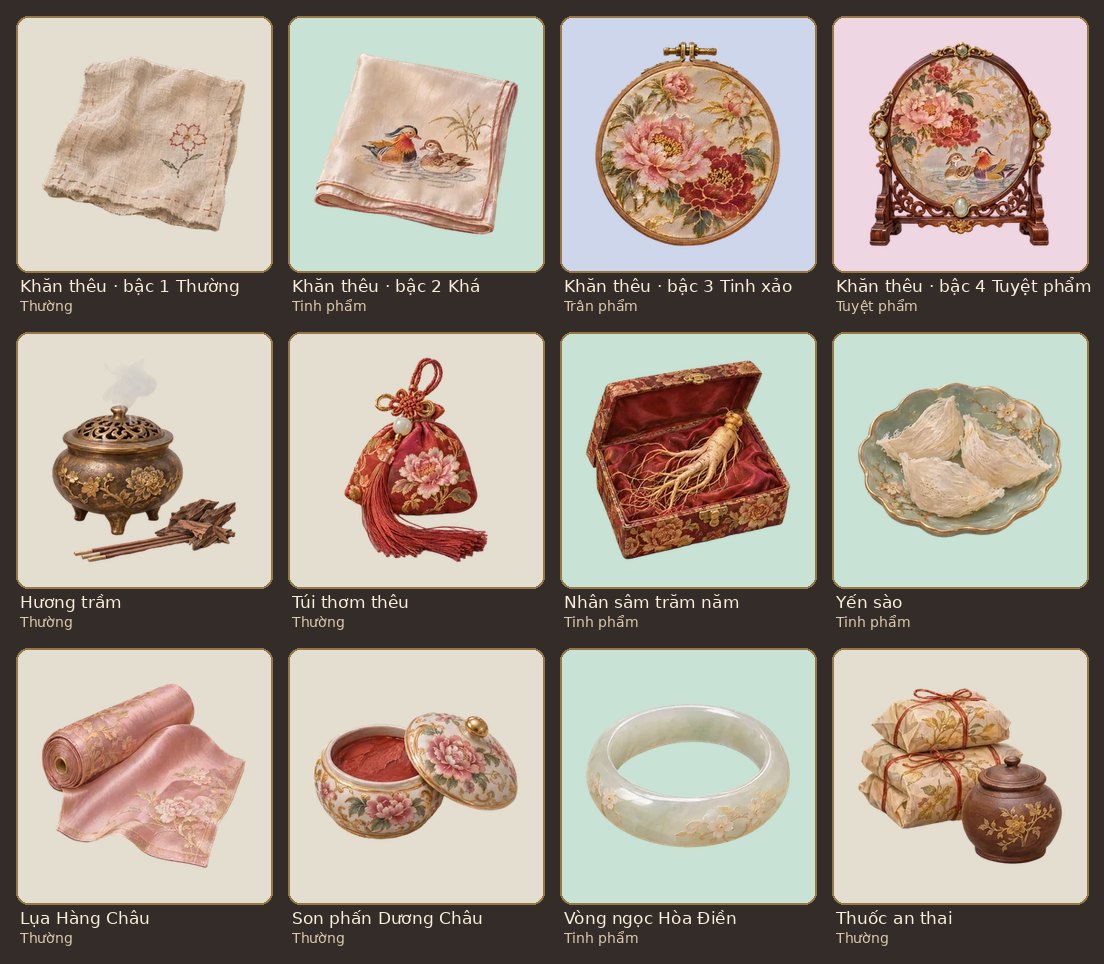 Khăn thêu · bậc 1 Thường
Thường
Khăn thêu · bậc 2 Khá
Tinh phẩm
Khăn thêu · bậc 3 Tinh xảo
Trân phẩm
Khăn thêu · bậc 4 Tuyệt phẩm
Tuyệt phẩm
Hương trầm
Thường
Túi thơm thêu
Thường
Nhân sâm trăm năm
Tinh phẩm
Yến sào
Tinh phẩm
Lụa Hàng Châu
Thường
Son phấn Dương Châu
Thường
Vòng ngọc Hòa Điền
Tinh phẩm
Thuốc an thai
Thường